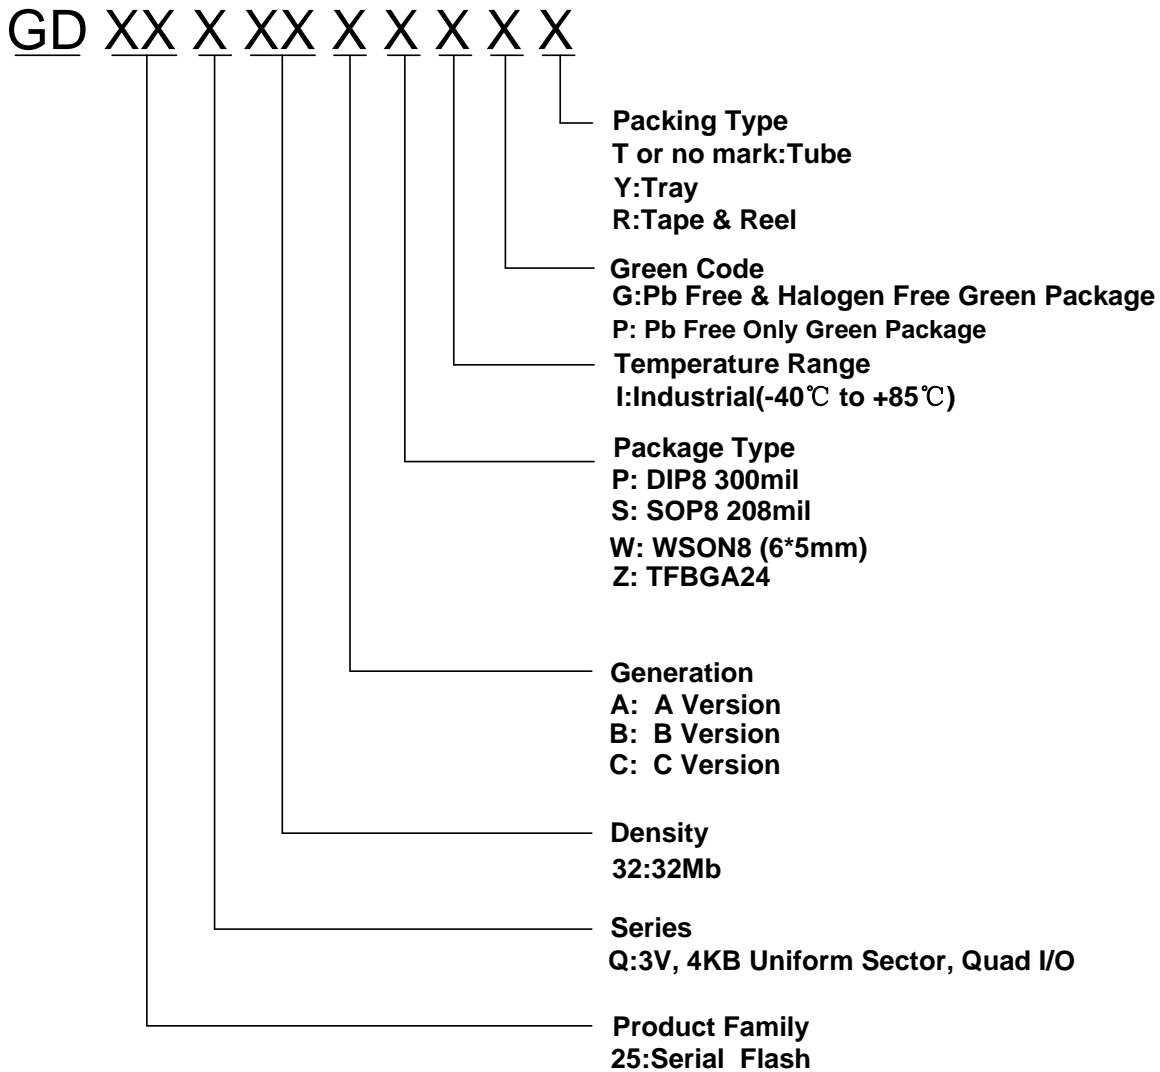 GD XX X XX X X X X X
Packing Type
T or no mark:Tube
Y:Tray
R:Tape & Reel
Green Code
G:Pb Free & Halogen Free Green Package
P: Pb Free Only Green Package
Temperature Range
I:Industrial(-40℃ to +85℃)
Package Type
P: DIP8 300mil
S: SOP8 208mil
W: WSON8 (6*5mm)
Z: TFBGA24
Generation
A: A Version
B: B Version
C: C Version
Density
32:32Mb
Series
Q:3V, 4KB Uniform Sector, Quad I/O
Product Family
25:Serial Flash